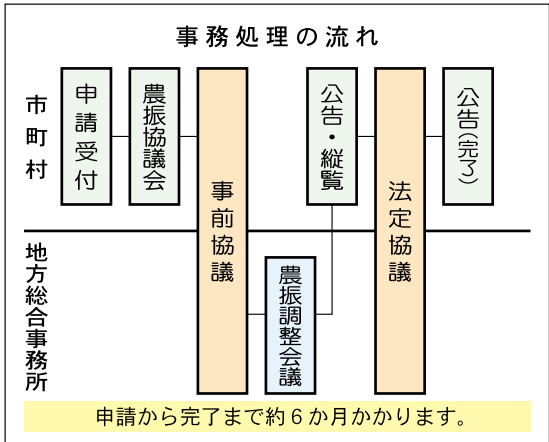 事務処理の流れ
市町村
申請受付
農振協議会
事前協議
公告・縦覧
法定協議
公告(完了)
地方総合事務所
農振調整会議
申請から完了まで約6か月かかります。